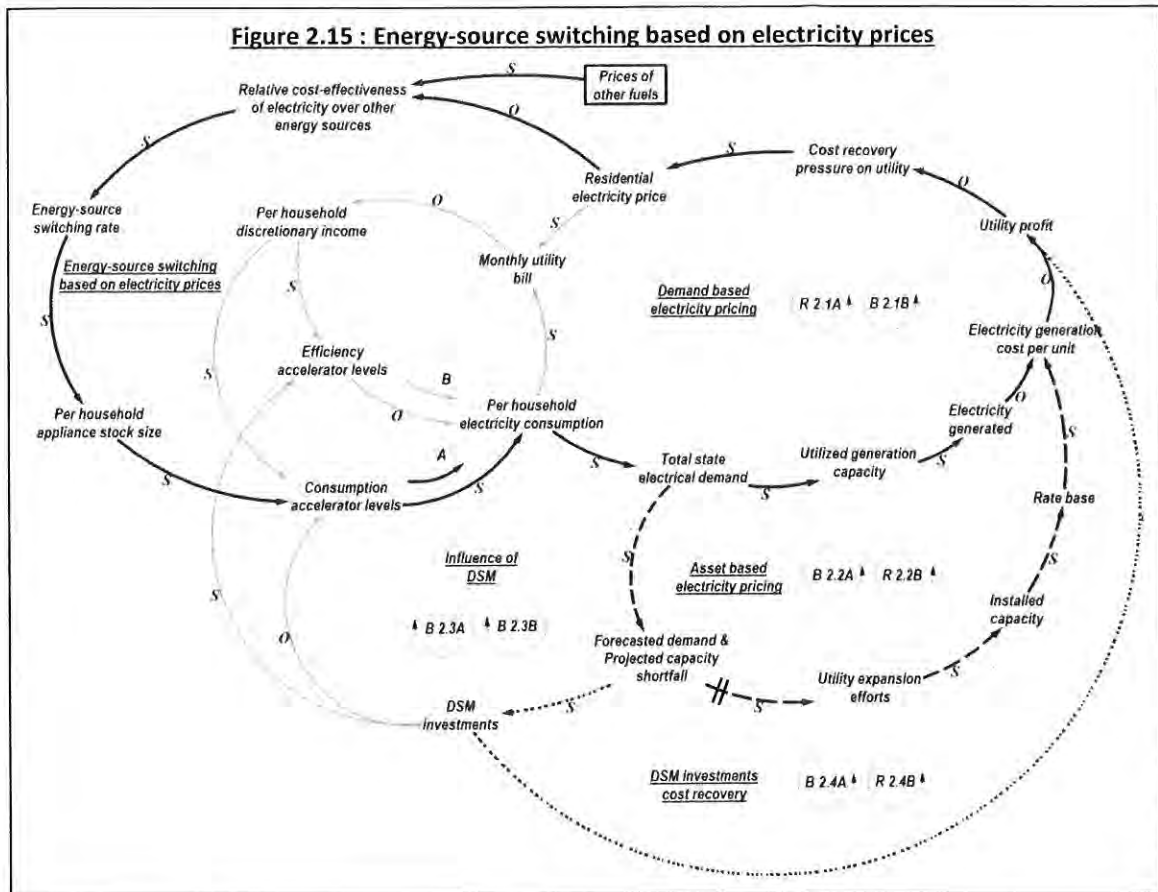 Figure 2.15 : Energy-source switching based on electricity prices
S
Prices of
other fuels
Relative cost-effectiveness
of electricity over other
energy sources
O
S
S
Cost recovery
pressure on utility
Residential
electricity price
O
Energy-source
switching rate
Per household
discretionary income
O
S
Utility profit
Monthly utility
bill
Energy-source switching
based on electricity prices
S
Demand based
electricity pricing
R 2.1A
B 2.1B
O
Electricity generation
cost per unit
S
S
S
Efficiency
accelerator levels
B
O
Per household
electricity consumption
Per household
appliance stock size
Electricity
generated
O
S
A
S
Total state
electrical demand
Utilized generation
capacity
S
S
S
S
Consumption
accelerator levels
Rate base
S
Influence of
DSM
Asset based
electricity pricing
B 2.2A
R 2.2B
S
Installed
capacity
S
B 2.3A
B 2.3B
Forecasted demand &
Projected capacity
shortfall
O
Utility expansion
efforts
S
S
S
DSM
investments
DSM investments
cost recovery
B 2.4A
R 2.4B